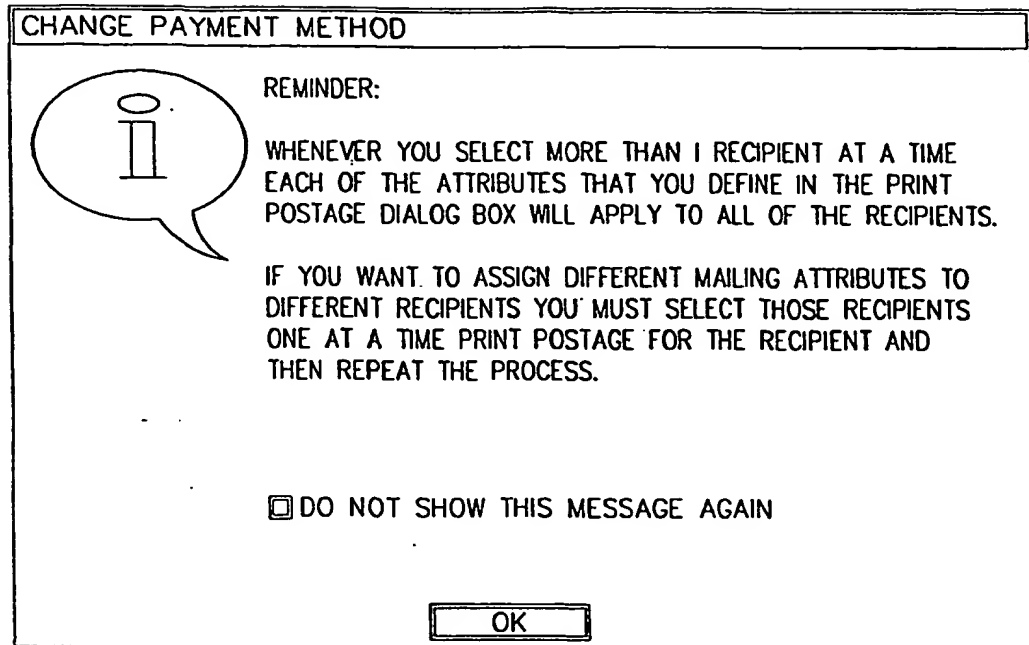 CHANGE PAYMENT METHOD
i
REMINDER:
WHENEVER YOU SELECT MORE THAN I RECIPIENT AT A TIME
EACH OF THE ATTRIBUTES THAT YOU DEFINE IN THE PRINT
POSTAGE DIALOG BOX WILL APPLY TO ALL OF THE RECIPIENTS.
IF YOU WANT TO ASSIGN DIFFERENT MAILING ATTRIBUTES TO
DIFFERENT RECIPIENTS YOU MUST SELECT THOSE RECIPIENTS
ONE AT A TIME PRINT POSTAGE FOR THE RECIPIENT AND
THEN REPEAT THE PROCESS.
DO NOT SHOW THIS MESSAGE AGAIN
OK